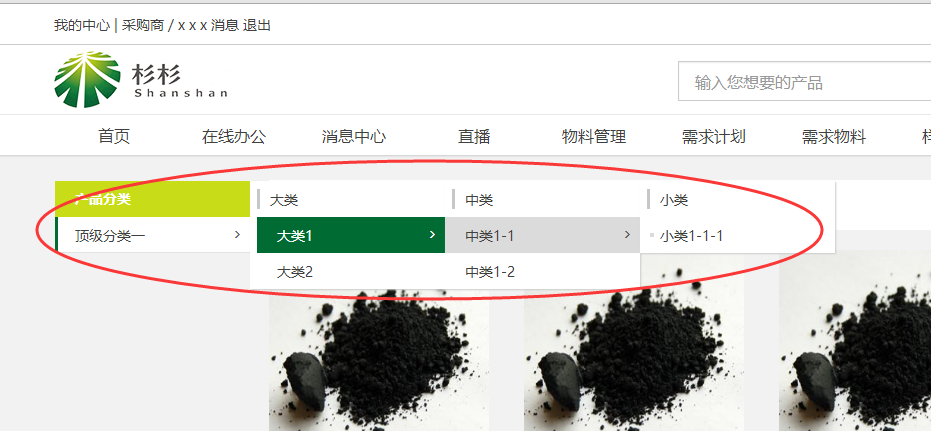 我的中心 | 采购商 / x x x 消息 退出
杉杉
Shanshan
输入您想要的产品
首页 在线办公 消息中心 直播 物料管理 需求计划 需求物料
产品分类 大类 中类 小类
顶级分类一 > 大类1 > 中类1-1 > 小类1-1-1
大类2 中类1-2